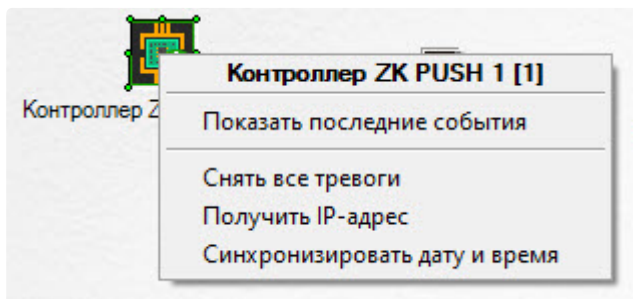 Контроллер ZK PUSH 1 [1]
Контроллер Z
Показать последние события
Снять все тревоги
Получить IP-адрес
Синхронизировать дату и время